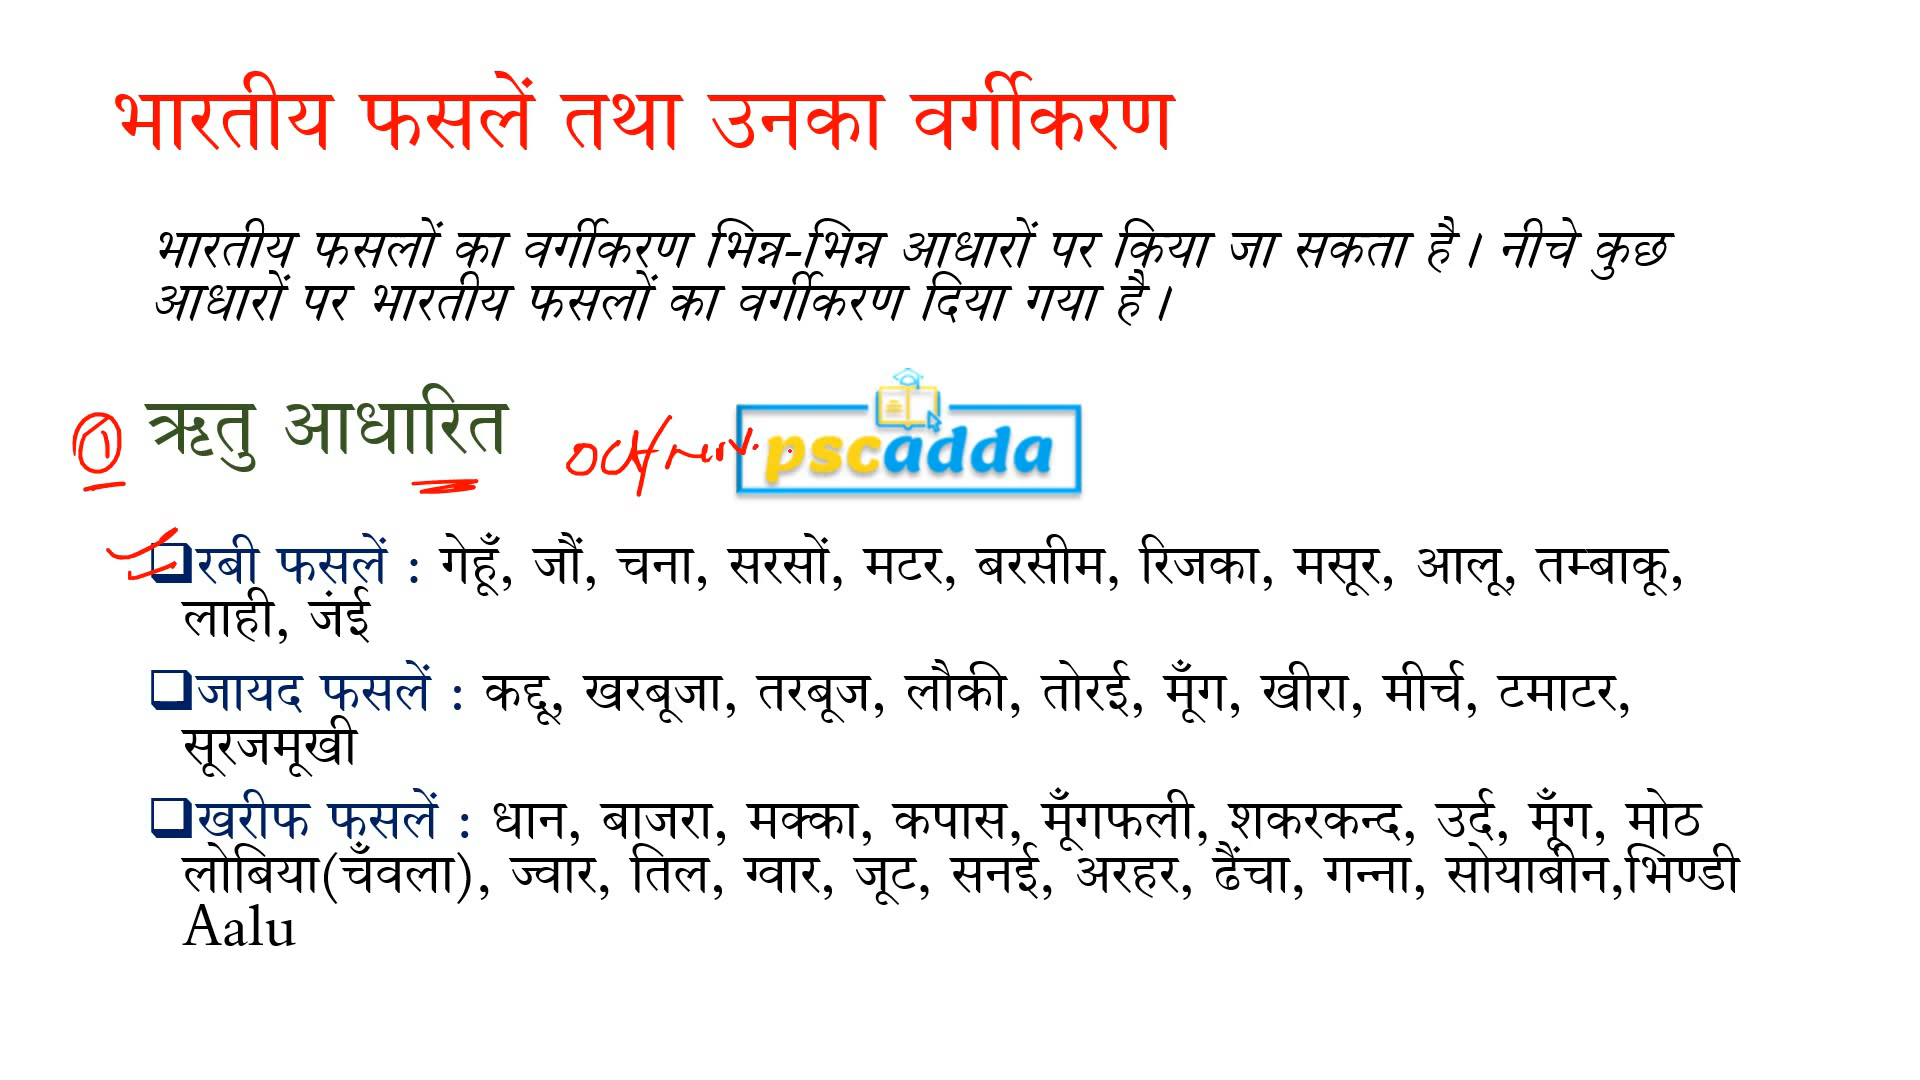 भारतीय फसलें तथा उनका वर्गीकरण
भारतीय फसलों का वर्गीकरण भिन्न-भिन्न आधारों पर किया जा सकता है। नीचे कुछ
आधारों पर भारतीय फसलों का वर्गीकरण दिया गया है।
① ऋतु आधारित
oct/nov.
pscadda
रबी फसलें : गेहूँ, जौं, चना, सरसों, मटर, बरसीम, रिजका, मसूर, आलू, तम्बाकू,
लाही, जंई
जायद फसलें : कद्दू, खरबूजा, तरबूज, लौकी, तोरई, मूँग, खीरा, मीर्च, टमाटर,
सूरजमूखी
खरीफ फसलें : धान, बाजरा, मक्का, कपास, मूँगफली, शकरकन्द, उर्द, मूँग, मोठ
लोबिया(चँवला), ज्वार, तिल, ग्वार, जूट, सनई, अरहर, ढैंचा, गन्ना, सोयाबीन,भिण्डी
Aalu